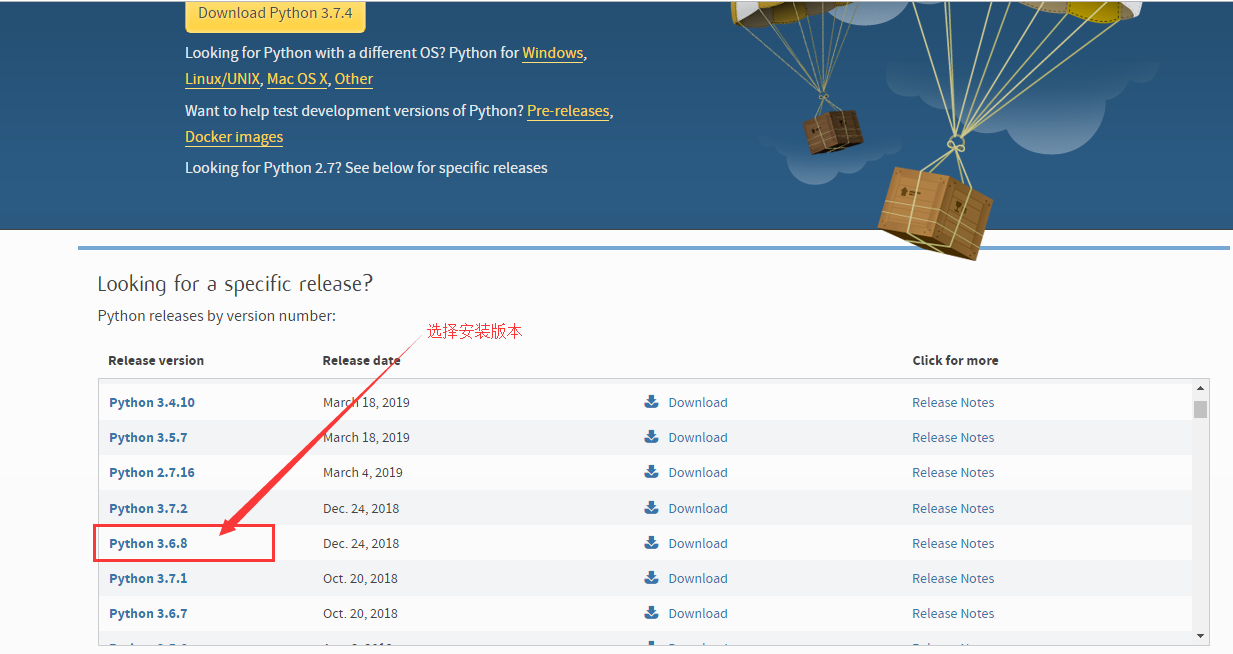 Download Python 3.7.4
Looking for Python with a different OS? Python for Windows,
Linux/UNIX, Mac OS X, Other
Want to help test development versions of Python? Pre-releases,
Docker images
Looking for Python 2.7? See below for specific releases
Looking for a specific release?
Python releases by version number:
选择安装版本
Release version Release date Click for more
Python 3.4.10 March 18, 2019 Download Release Notes
Python 3.5.7 March 18, 2019 Download Release Notes
Python 2.7.16 March 4, 2019 Download Release Notes
Python 3.7.2 Dec. 24, 2018 Download Release Notes
Python 3.6.8 Dec. 24, 2018 Download Release Notes
Python 3.7.1 Oct. 20, 2018 Download Release Notes
Python 3.6.7 Oct. 20, 2018 Download Release Notes